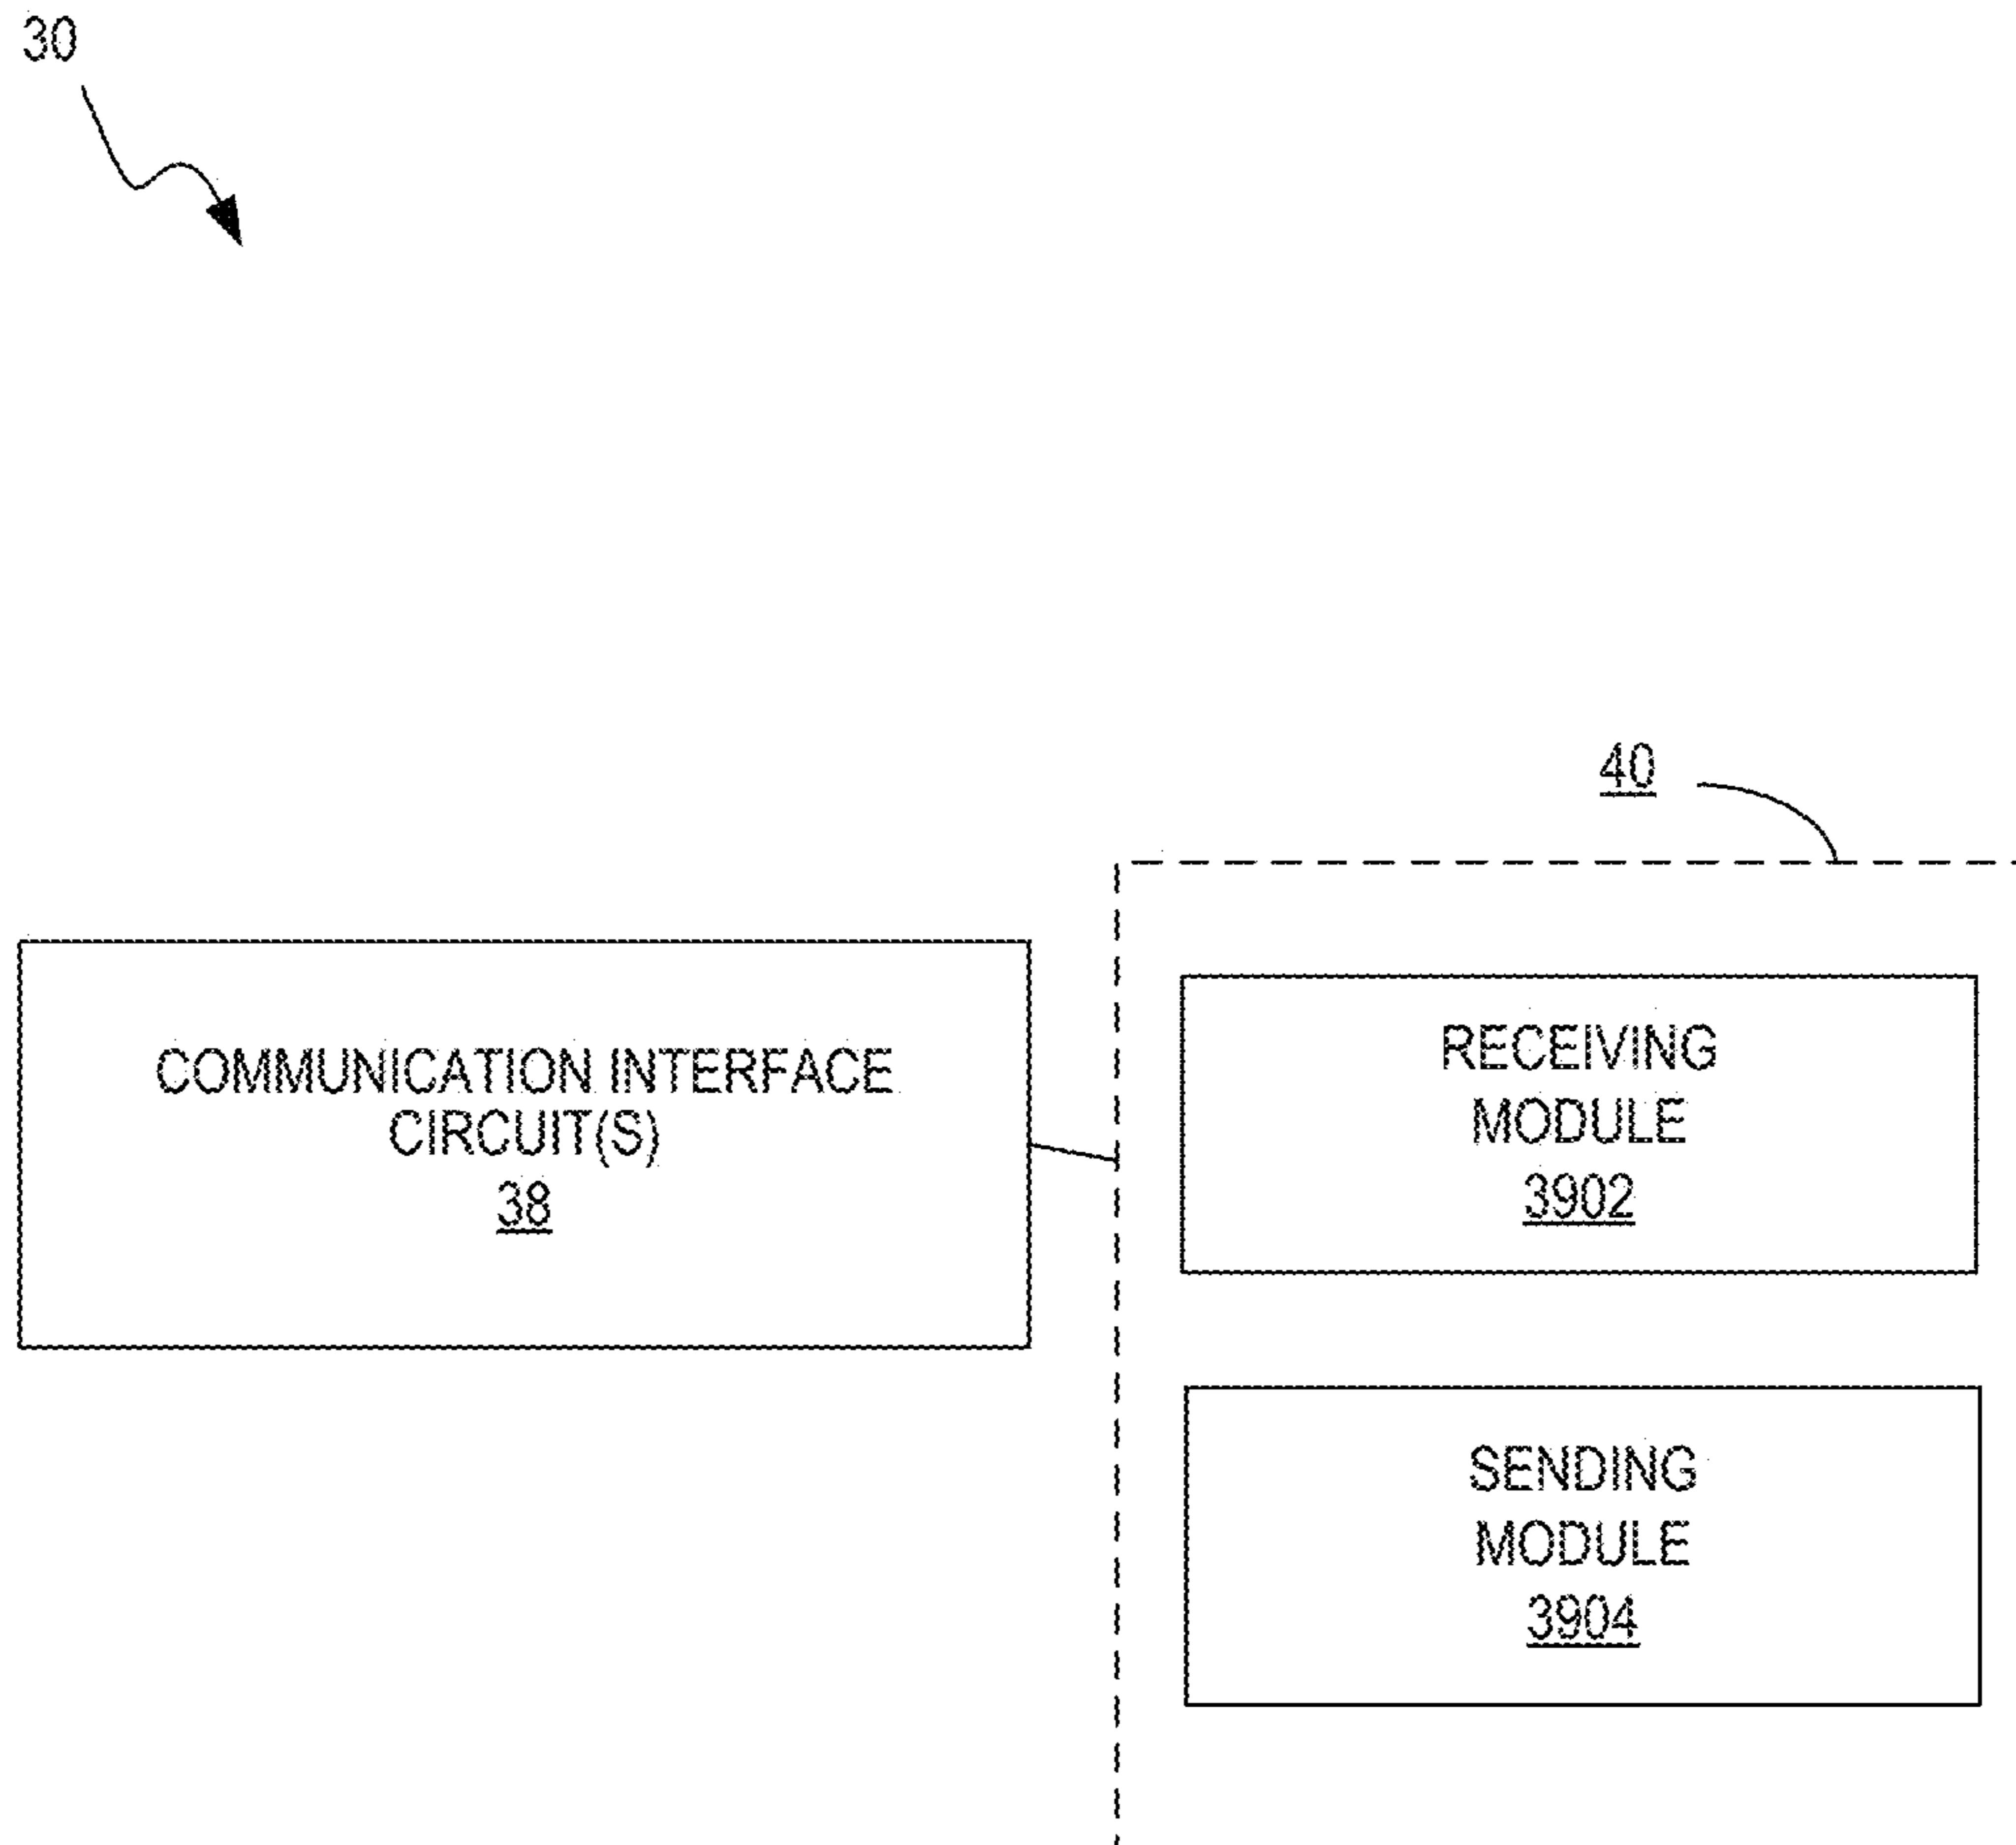 30
40
COMMUNICATION INTERFACE
CIRCUIT(S)
38
RECEIVING
MODULE
3902
SENDING
MODULE
3904